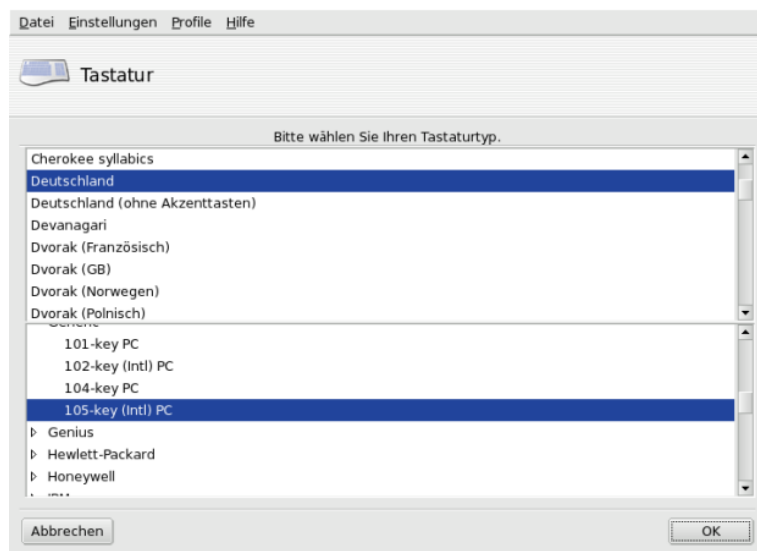 Datei Einstellungen Profile Hilfe
Tastatur
Bitte wählen Sie Ihren Tastaturtyp.
Cherokee syllabics
Deutschland
Deutschland (ohne Akzenttasten)
Devanagari
Dvorak (Französisch)
Dvorak (GB)
Dvorak (Norwegen)
Dvorak (Polnisch)
Generic
101-key PC
102-key (Intl) PC
104-key PC
105-key (Intl) PC
Genius
Hewlett-Packard
Honeywell
IBM
Abbrechen OK